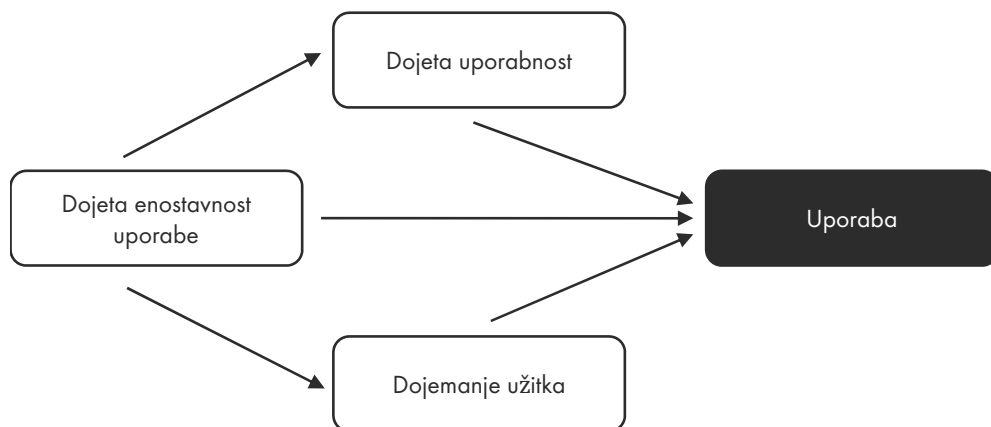 Dojeta uporabnost
Dojeta enostavnost
uporabe
Uporaba
Dojemanje užitka